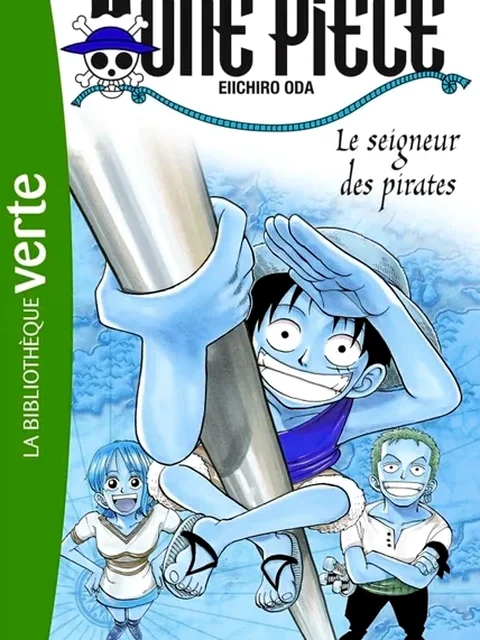 ONE PIECE
EIICHIRO ODA
Le seigneur
des pirates
LA BIBLIOTHÈQUE verte